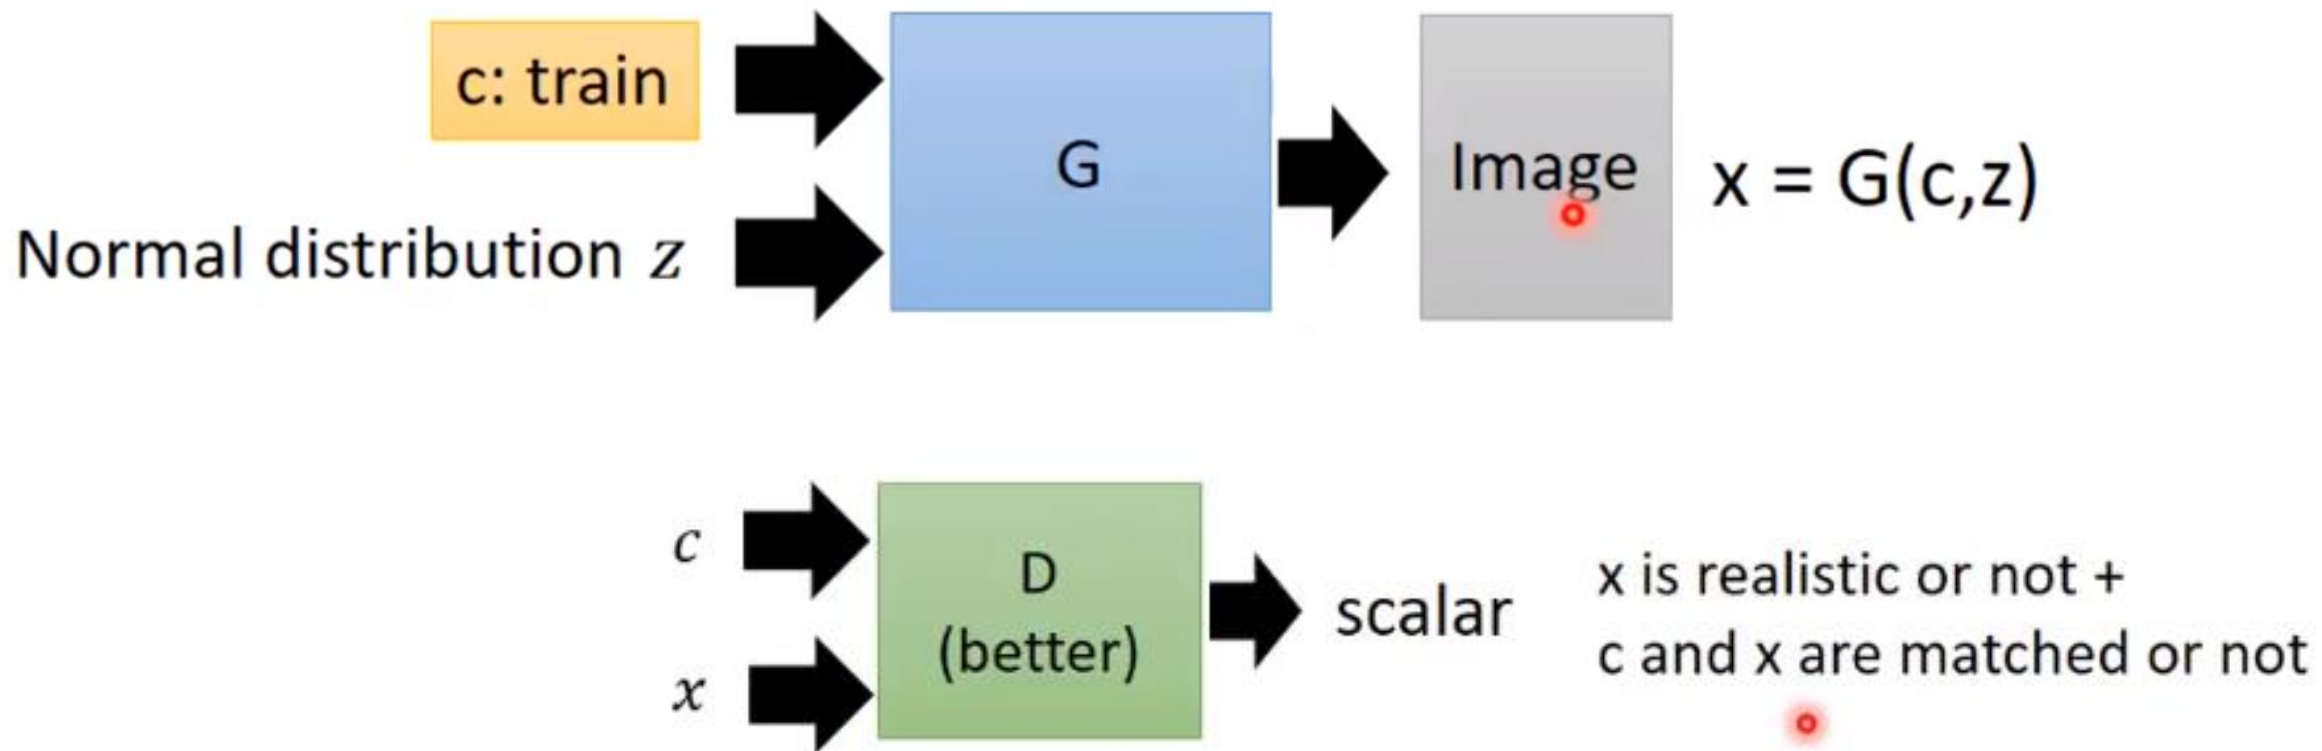 c: train
Normal distribution z
G
Image
x = G(c,z)
c
x
D
(better)
scalar
x is realistic or not +
c and x are matched or not